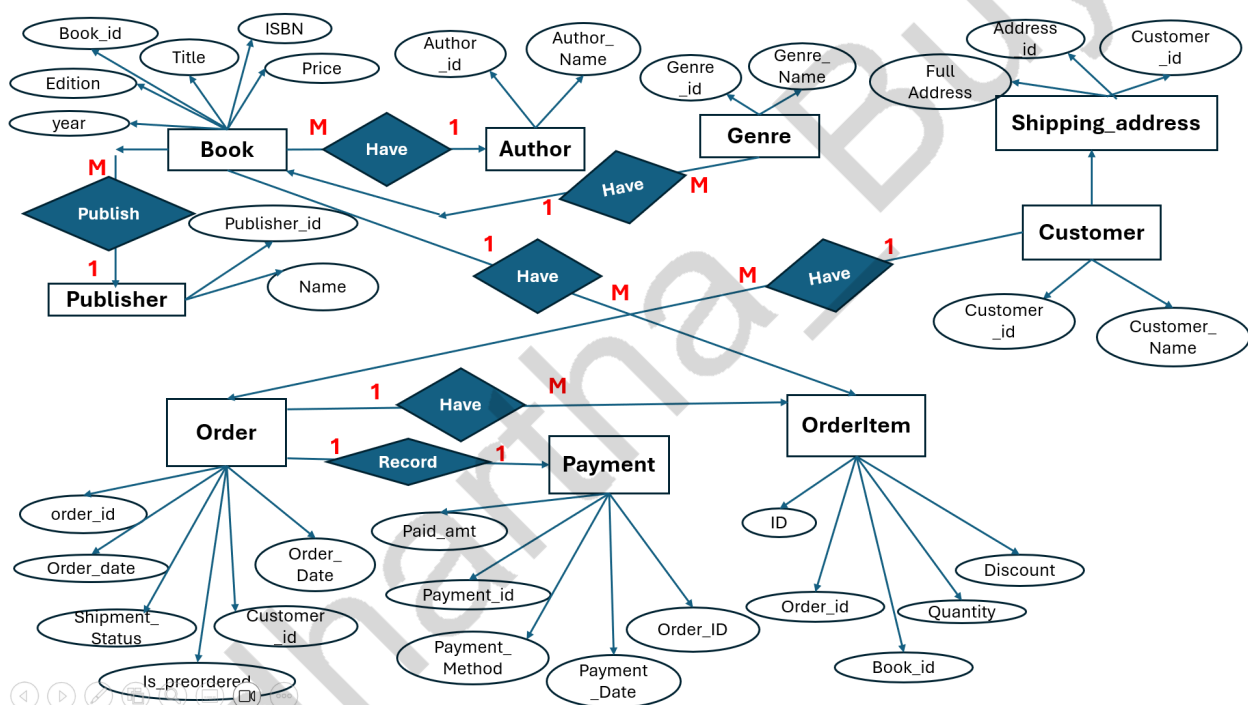 Book_id
ISBN
Title
Price
Edition
year
Book
M
Have
1
Author
Author
_id
Author_
Name
Genre
_id
Genre_
Name
Genre
Address
_id
Customer
_id
Full
Address
Shipping_address
M
Publish
1
Publisher
Publisher_id
Name
1
Have
M
1
Have
M
M
Have
1
Customer
Customer
_id
Customer_
Name
Order
1
Have
M
OrderItem
1
Record
1
Payment
order_id
Order_date
Shipment_
Status
Is_preordered
Customer
_id
Order_
Date
Paid_amt
Payment_id
Payment_
Method
Payment
_Date
Order_ID
ID
Order_id
Book_id
Quantity
Discount